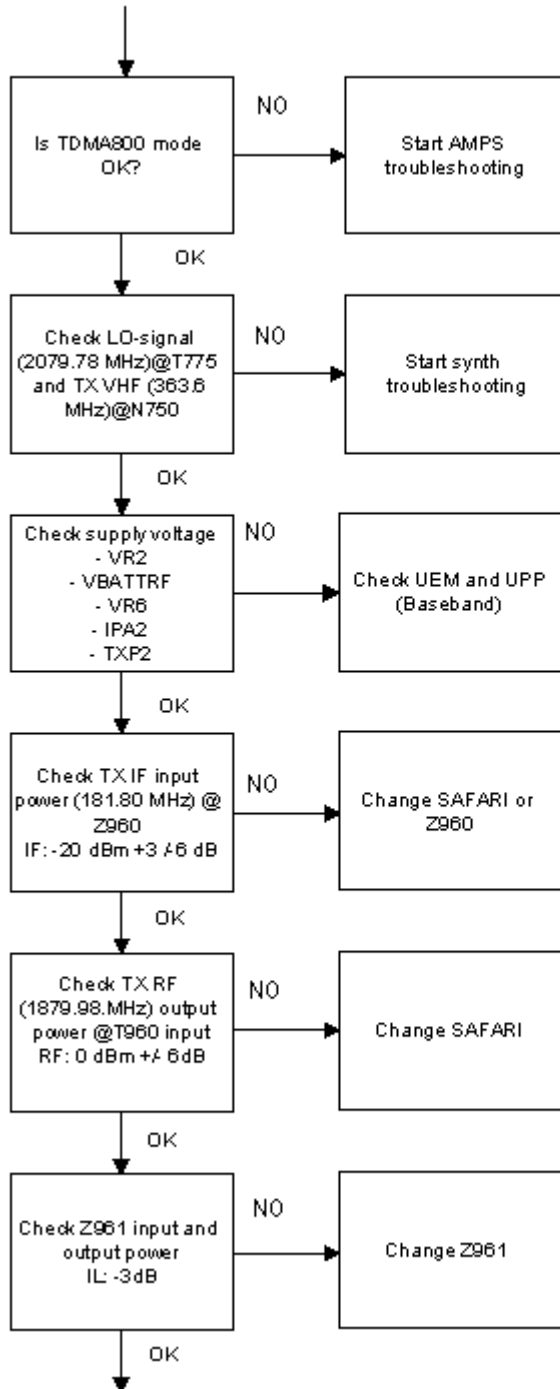 NO
Is TDMA800 mode
OK?
Start AMPS
troubleshooting
OK
Check LO-signal
(2079.78 MHz)@T775
and TX VHF (363.6
MHz)@N750
NO
Start synth
troubleshooting
OK
Check supply voltage
- VR2
- VBATTRF
- VR6
- IPA2
- TXP2
NO
Check UEM and UPP
(Baseband)
OK
Check TX IF input
power (181.80 MHz) @
Z960
IF: -20 dBm +3 /-6 dB
NO
Change SAFARI or
Z960
OK
Check TX RF
(1879.98.MHz) output
power @T960 input
RF: 0 dBm +/- 6dB
NO
Change SAFARI
OK
Check Z961 input and
output power
IL: -3dB
NO
Change Z961
OK